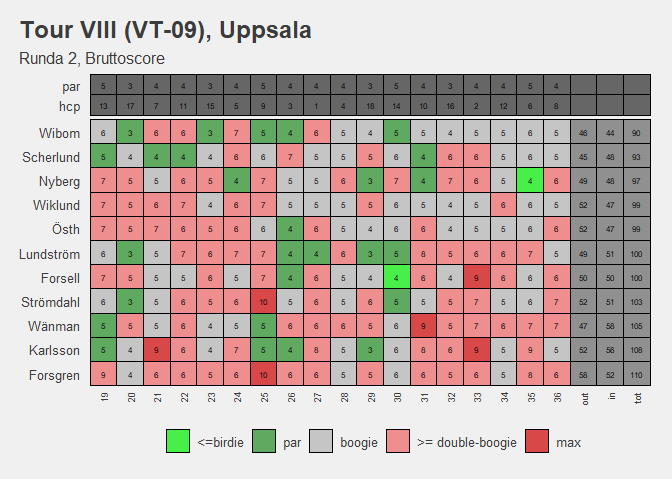 Tour VIII (VT-09), Uppsala
Runda 2, Bruttoscore
par 5 3 4 4 3 4 5 4 4 4 3 5 4 4 3 4 5 4
hcp 13 17 7 11 15 5 9 3 1 4 18 14 10 16 2 12 6 8
Wibom 6 3 6 6 3 7 5 4 6 5 4 5 5 4 5 5 6 5 46 44 90
Scherlund 5 4 4 4 4 6 6 7 5 5 5 6 4 6 6 5 6 5 45 48 93
Nyberg 7 5 5 6 5 4 7 5 5 6 3 7 4 7 6 5 4 6 49 48 97
Wiklund 7 5 6 7 4 6 7 5 5 5 5 6 5 5 4 6 5 6 52 47 99
Östh 7 5 7 6 5 6 6 4 6 5 4 6 6 5 4 5 6 6 52 47 99
Lundström 6 3 5 7 6 7 7 4 4 6 3 5 8 6 5 6 7 5 49 51 100
Forsell 7 5 5 5 6 5 7 4 6 5 4 4 6 5 9 5 6 6 50 50 100
Strömdahl 6 3 5 6 5 6 10 5 6 5 6 5 5 5 7 5 6 7 52 51 103
Wänman 5 5 5 6 4 5 5 6 6 6 6 6 9 6 5 6 7 7 47 58 105
Karlsson 5 4 9 6 4 7 5 4 8 5 3 6 8 6 9 5 9 5 52 56 108
Forsgren 9 4 6 6 5 6 10 6 6 5 5 6 6 5 6 5 8 6 58 52 110
19 20 21 22 23 24 25 26 27 28 29 30 31 32 33 34 35 36 out in tot
<=birdie par boogie >= double-boogie max